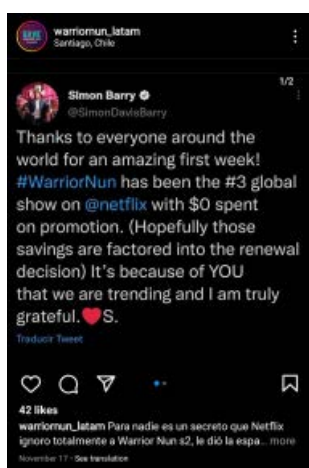 warriornun_latam
Santiago, Chile
1/2
Simon Barry
@SimonDavisBarry
Thanks to everyone around the
world for an amazing first week!
#WarriorNun has been the #3 global
show on @netflix with $0 spent
on promotion. (Hopefully those
savings are factored into the renewal
decision) It's because of YOU
that we are trending and I am truly
grateful.❤️S.
Traducir Tweet
42 likes
warriornun_latam Para nadie es un secreto que Netflix
ignoro totalmente a Warrior Nun s2, le dió la espa... more
November 17 · See translation